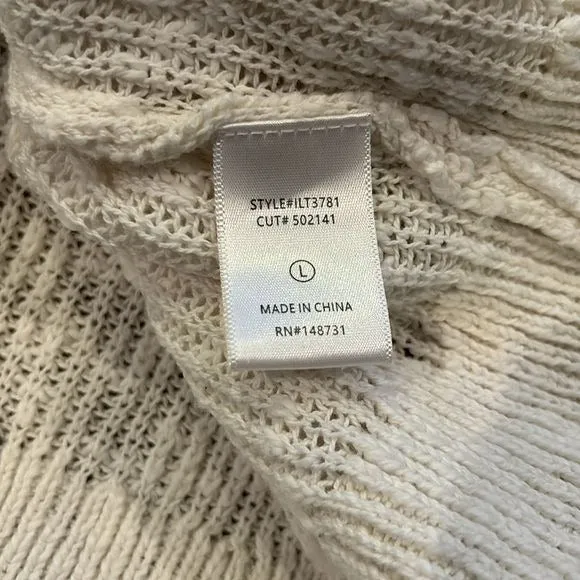 STYLE#ILT3781
CUT# 502141
L
MADE IN CHINA
RN#148731